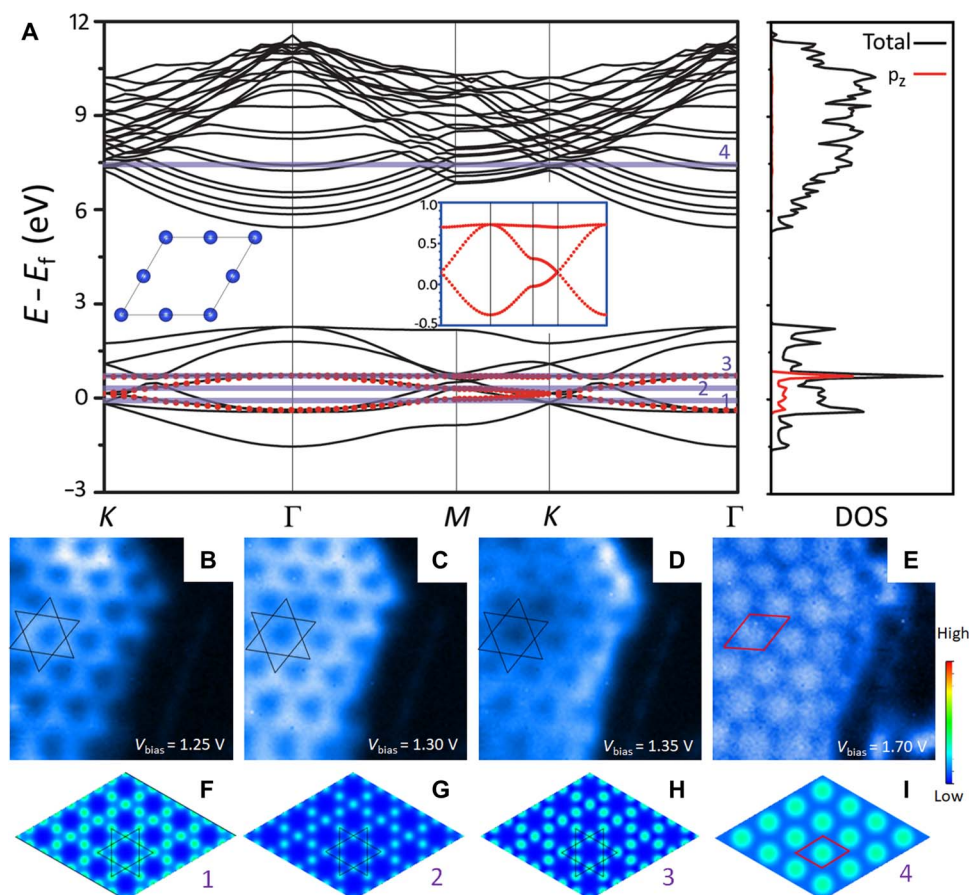 A
12
9
6
3
0
−3
E − E_f (eV)
4
3
2
1
1.0
0.5
0.0
-0.5
K
Γ
M
K
Γ
Total
p_z
DOS
B
C
D
E
V_bias = 1.25 V
V_bias = 1.30 V
V_bias = 1.35 V
V_bias = 1.70 V
High
Low
F
G
H
I
1
2
3
4